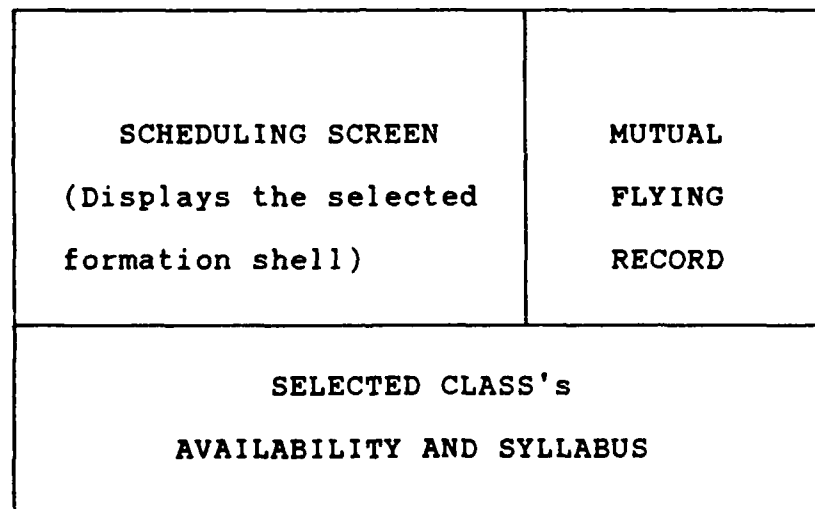 SCHEDULING SCREEN
(Displays the selected
formation shell)
MUTUAL
FLYING
RECORD
SELECTED CLASS's
AVAILABILITY AND SYLLABUS